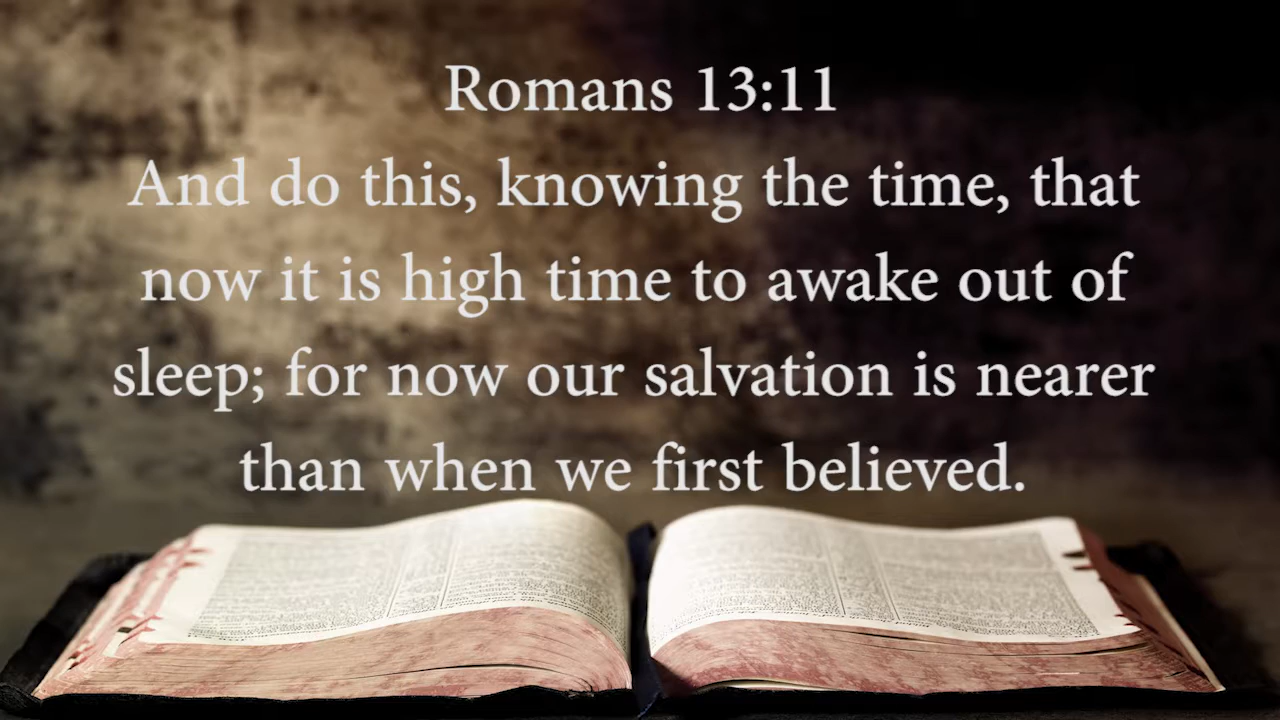 Romans 13:11
And do this, knowing the time, that
now it is high time to awake out of
sleep; for now our salvation is nearer
than when we first believed.